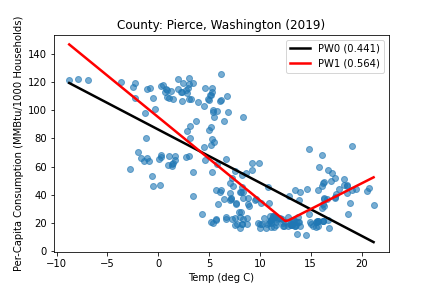 County: Pierce, Washington (2019)
Per-Capita Consumption (MMBtu/1000 Households)
140
120
100
80
60
40
20
0
PW0 (0.441)
PW1 (0.564)
−10 −5 0 5 10 15 20
Temp (deg C)